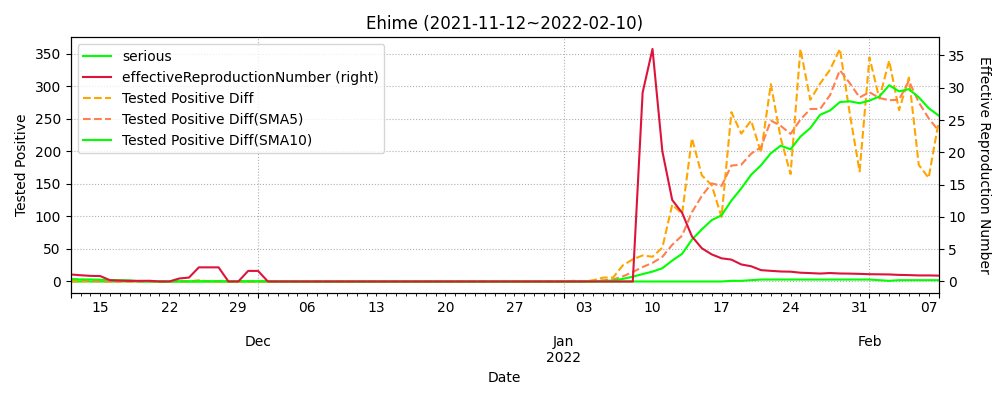 Ehime (2021-11-12~2022-02-10)
serious
effectiveReproductionNumber (right)
Tested Positive Diff
Tested Positive Diff(SMA5)
Tested Positive Diff(SMA10)
Tested Positive
350
300
250
200
150
100
50
0
35
30
25
20
15
10
5
0
Effective Reproduction Number
15 22 29 06 13 20 27 03 10 17 24 31 07
Dec Jan Feb
2022
Date